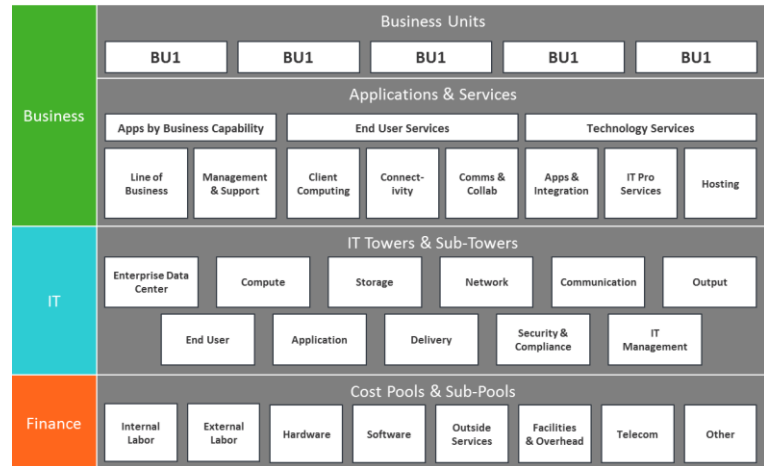 Business Units
BU1 BU1 BU1 BU1 BU1
Business
Applications & Services
Apps by Business Capability End User Services Technology Services
Line of
Business
Management
& Support
Client
Computing
Connect-
ivity
Comms &
Collab
Apps &
Integration
IT Pro
Services
Hosting
IT
IT Towers & Sub-Towers
Enterprise Data
Center
Compute
Storage
Network
Communication
Output
End User
Application
Delivery
Security &
Compliance
IT
Management
Finance
Cost Pools & Sub-Pools
Internal
Labor
External
Labor
Hardware
Software
Outside
Services
Facilities
& Overhead
Telecom
Other